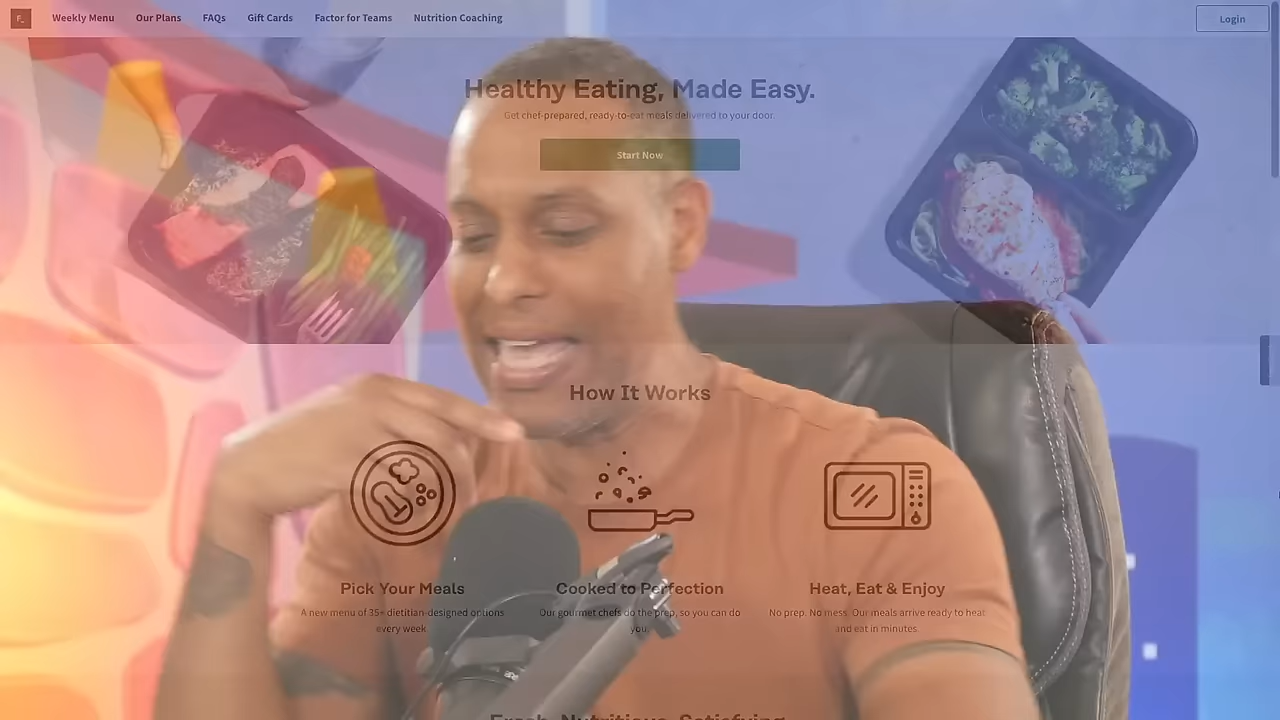 F_
Weekly Menu Our Plans FAQs Gift Cards Factor for Teams Nutrition Coaching
Login
Healthy Eating, Made Easy.
Get chef-prepared, ready-to-eat meals delivered to your door.
Start Now
How It Works
Pick Your Meals
A new menu of 35+ dietitian-designed options
every week.
Cooked to Perfection
Our gourmet chefs do the prep, so you can do
you.
Heat, Eat & Enjoy
No prep. No mess. Our meals arrive ready to heat
and eat in minutes.
Fresh. Nutritious. Satisfying.